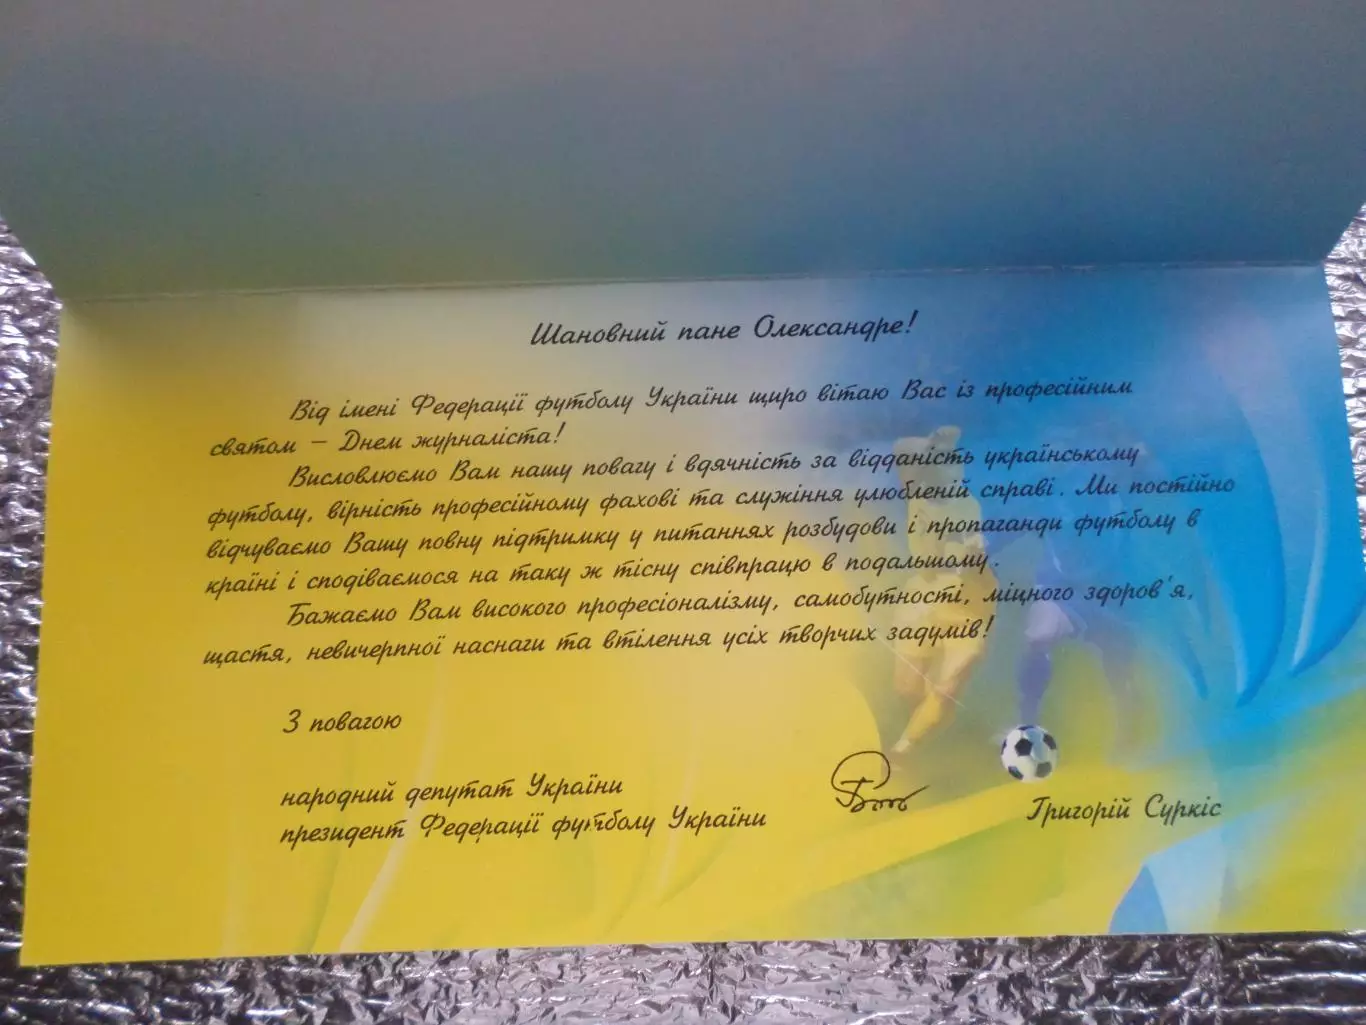 Шановний пане Олександре!
Від імені Федерації футболу України щиро вітаю Вас із професійним
святом – Днем журналіста!
Висловлюємо Вам нашу повагу і вдячність за відданість українському
футболу, вірність професійному фахові та служіння улюбленій справі. Ми постійно
відчуваємо Вашу повну підтримку у питаннях розбудови і пропаганди футболу в
країні і сподіваємося на таку ж тісну співпрацю в подальшому.
Бажаємо Вам високого професіоналізму, самобутності, міцного здоров'я,
щастя, невичерпної наснаги та втілення усіх творчих задумів!
З повагою
народний депутат України
президент Федерації футболу України
Григорій Суркіс